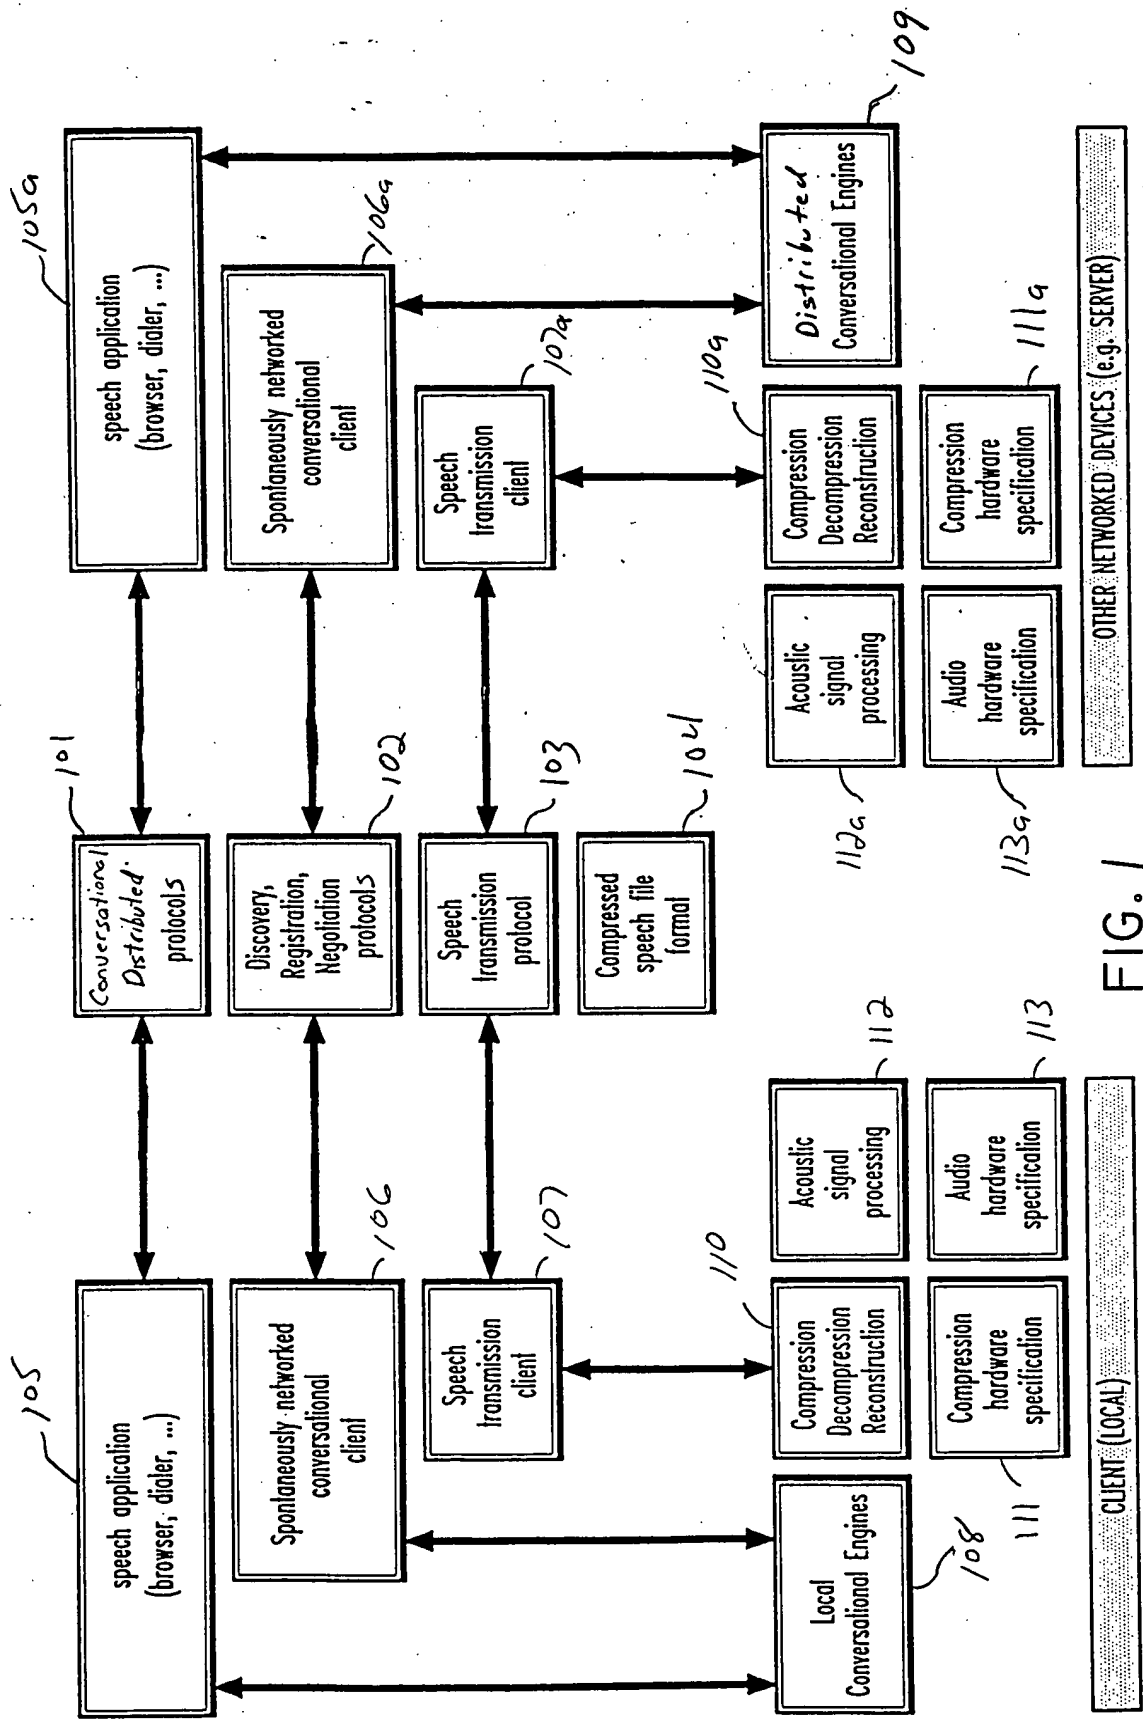 105
speech application
(browser, dialer, ...)
101
Conversational
Distributed
protocols
105a
speech application
(browser, dialer, ...)
Spontaneously networked
conversational
client
106
Discovery,
Registration,
Negotiation
protocols
102
Spontaneously networked
conversational
client
106a
Speech
transmission
client
107
Speech
transmission
protocol
103
Speech
transmission
client
107a
Compressed
speech file
format
104
Local
Conversational Engines
108
110
Compression
Decompression
Reconstruction
Acoustic
signal
processing
112
Compression
hardware
specification
111
Audio
hardware
specification
113
112a
Acoustic
signal
processing
110a
Compression
Decompression
Reconstruction
Distributed
Conversational Engines
109
113a
Audio
hardware
specification
Compression
hardware
specification
111a
CLIENT (LOCAL)
OTHER NETWORKED DEVICES (e.g. SERVER)
FIG. 1